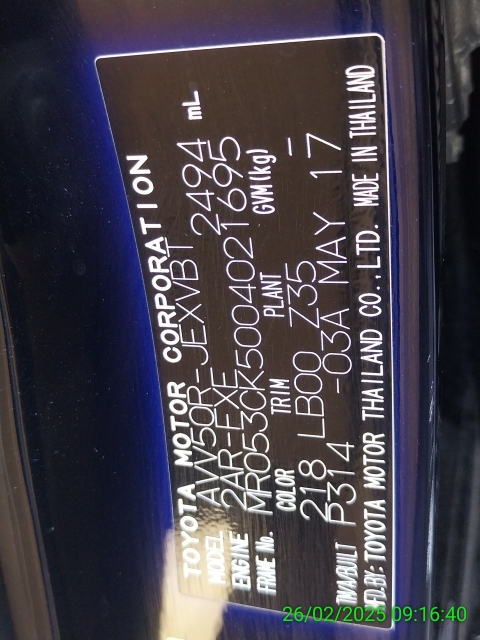 TOYOTA MOTOR CORPORATION
MODEL AVV50R-JEXVBT 2494 mL
ENGINE 2AR-FXE
FRAME No. MR053CK5004021695
COLOR TRIM PLANT GVM(kg)
218 LB00 Z35 —
T/M/A/BUILT P314 -03A MAY 17
MFD.BY: TOYOTA MOTOR THAILAND CO.,LTD. MADE IN THAILAND
26/02/2025 09:16:40